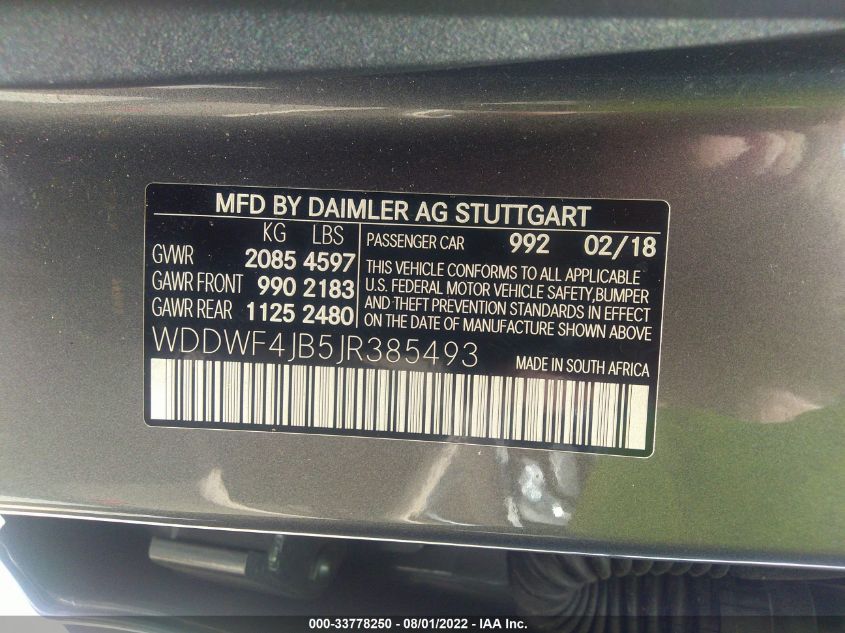 MFD BY DAIMLER AG STUTTGART
KG LBS
GVWR 2085 4597
GAWR FRONT 990 2183
GAWR REAR 1125 2480
PASSENGER CAR 992 02/18
THIS VEHICLE CONFORMS TO ALL APPLICABLE
U.S. FEDERAL MOTOR VEHICLE SAFETY,BUMPER
AND THEFT PREVENTION STANDARDS IN EFFECT
ON THE DATE OF MANUFACTURE SHOWN ABOVE
WDDWF4JB5JR385493
MADE IN SOUTH AFRICA
000-33778250 - 08/01/2022 - IAA Inc.